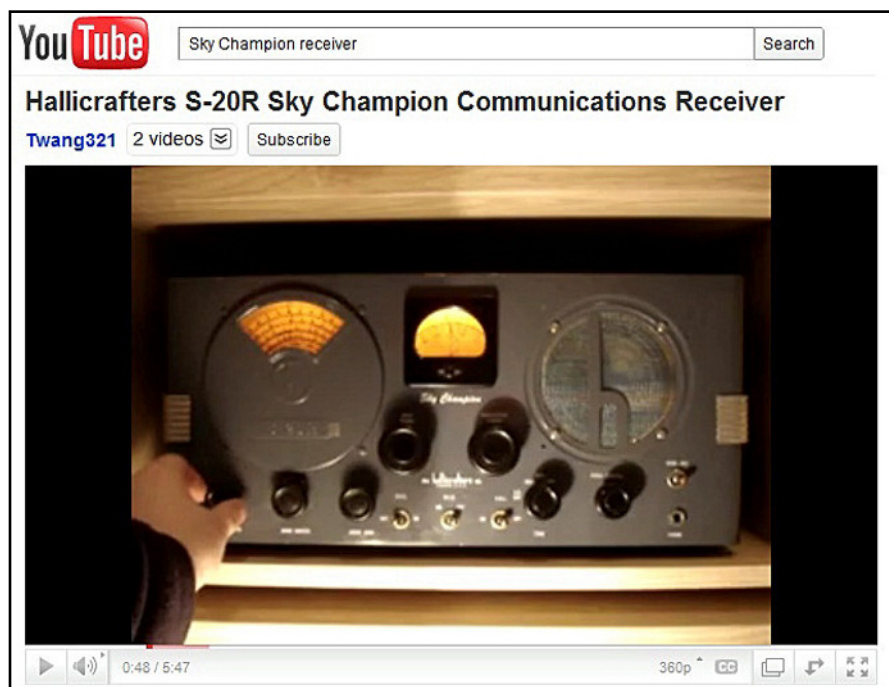 YouTube
Sky Champion receiver
Search
Hallicrafters S-20R Sky Champion Communications Receiver
Twang321 2 videos Subscribe
Sky Champion
0:48 / 5:47 360p CC